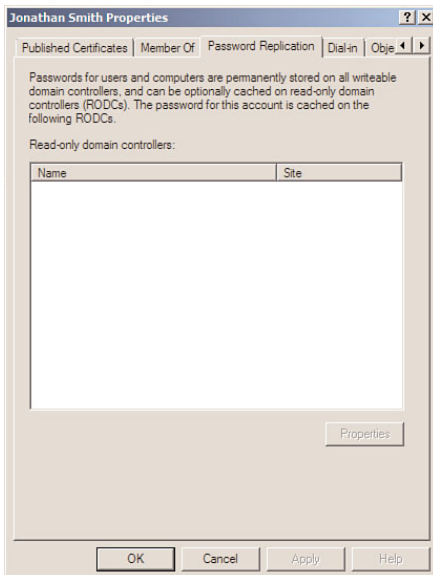 Jonathan Smith Properties
Published Certificates Member Of Password Replication Dial-in Obje
Passwords for users and computers are permanently stored on all writeable
domain controllers, and can be optionally cached on read-only domain
controllers (RODCs). The password for this account is cached on the
following RODCs.
Read-only domain controllers:
Name Site
Properties
OK Cancel Apply Help